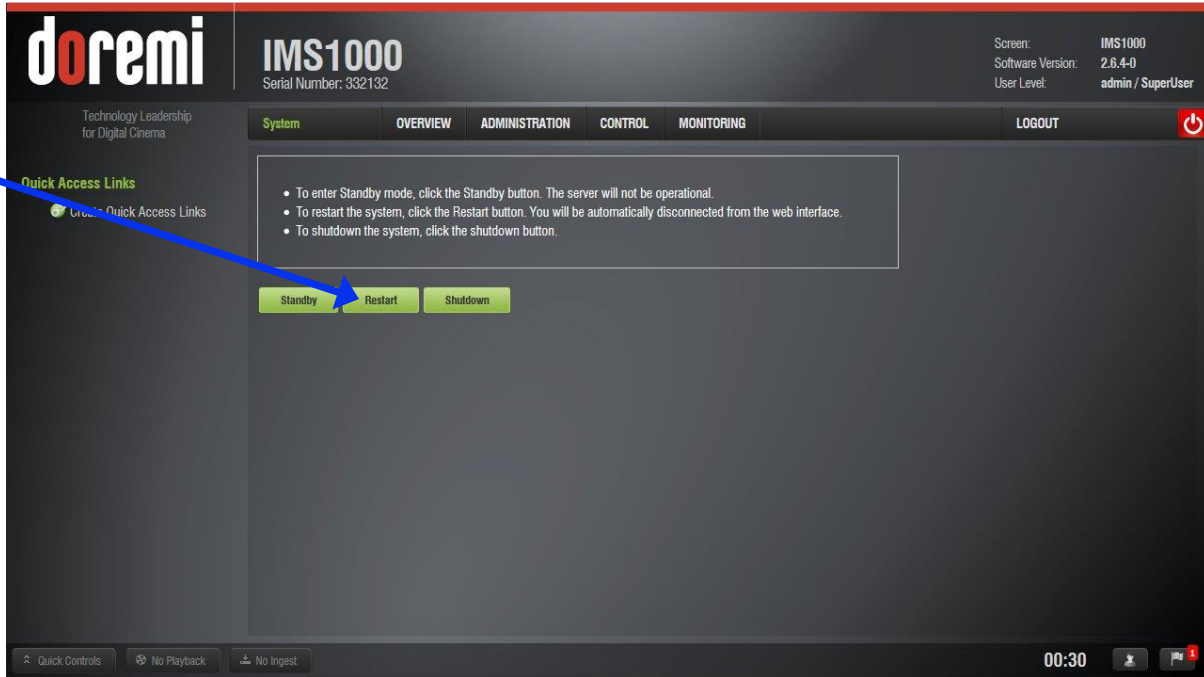 doremi
Technology Leadership
for Digital Cinema
IMS1000
Serial Number: 332132
Screen: IMS1000
Software Version: 2.6.4-0
User Level: admin / SuperUser
System OVERVIEW ADMINISTRATION CONTROL MONITORING LOGOUT
Quick Access Links
Create Quick Access Links
• To enter Standby mode, click the Standby button. The server will not be operational.
• To restart the system, click the Restart button. You will be automatically disconnected from the web interface.
• To shutdown the system, click the shutdown button.
Standby Restart Shutdown
Quick Controls No Playback No Ingest 00:30 1